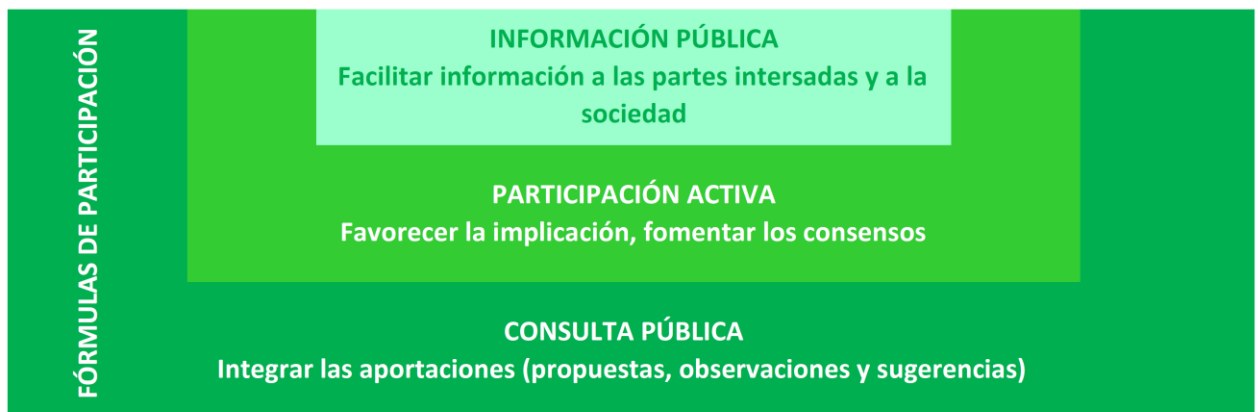 FÓRMULAS DE PARTICIPACIÓN
INFORMACIÓN PÚBLICA
Facilitar información a las partes intersadas y a la
sociedad
PARTICIPACIÓN ACTIVA
Favorecer la implicación, fomentar los consensos
CONSULTA PÚBLICA
Integrar las aportaciones (propuestas, observaciones y sugerencias)